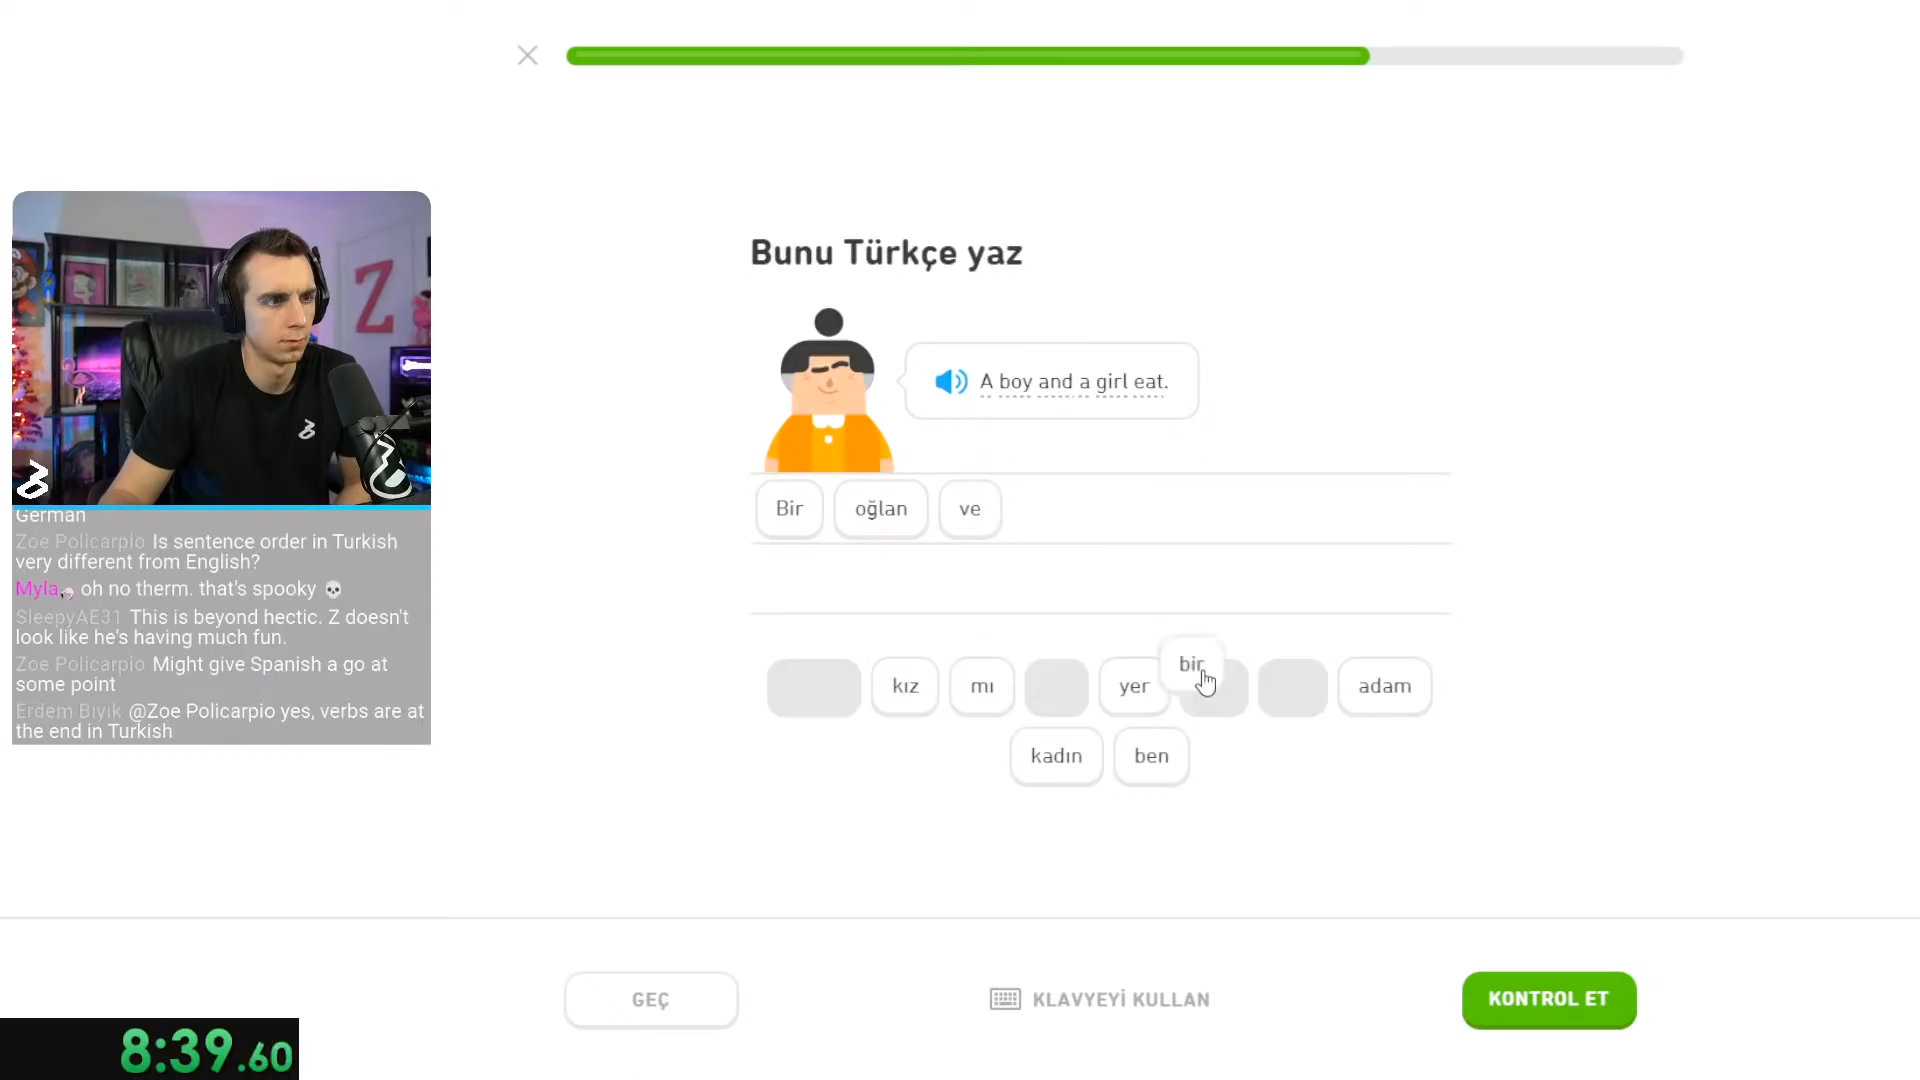 Bunu Türkçe yaz
A boy and a girl eat.
Bir oğlan ve
kız mı yer bir adam
kadın ben
Z
German
Zoe Policarpio Is sentence order in Turkish
very different from English?
Myla oh no therm. that's spooky 💀
SleepyAE31 This is beyond hectic. Z doesn't
look like he's having much fun.
Zoe Policarpio Might give Spanish a go at
some point
Erdem Bıyık @Zoe Policarpio yes, verbs are at
the end in Turkish
GEÇ
KLAVYEYİ KULLAN
KONTROL ET
8:39.60